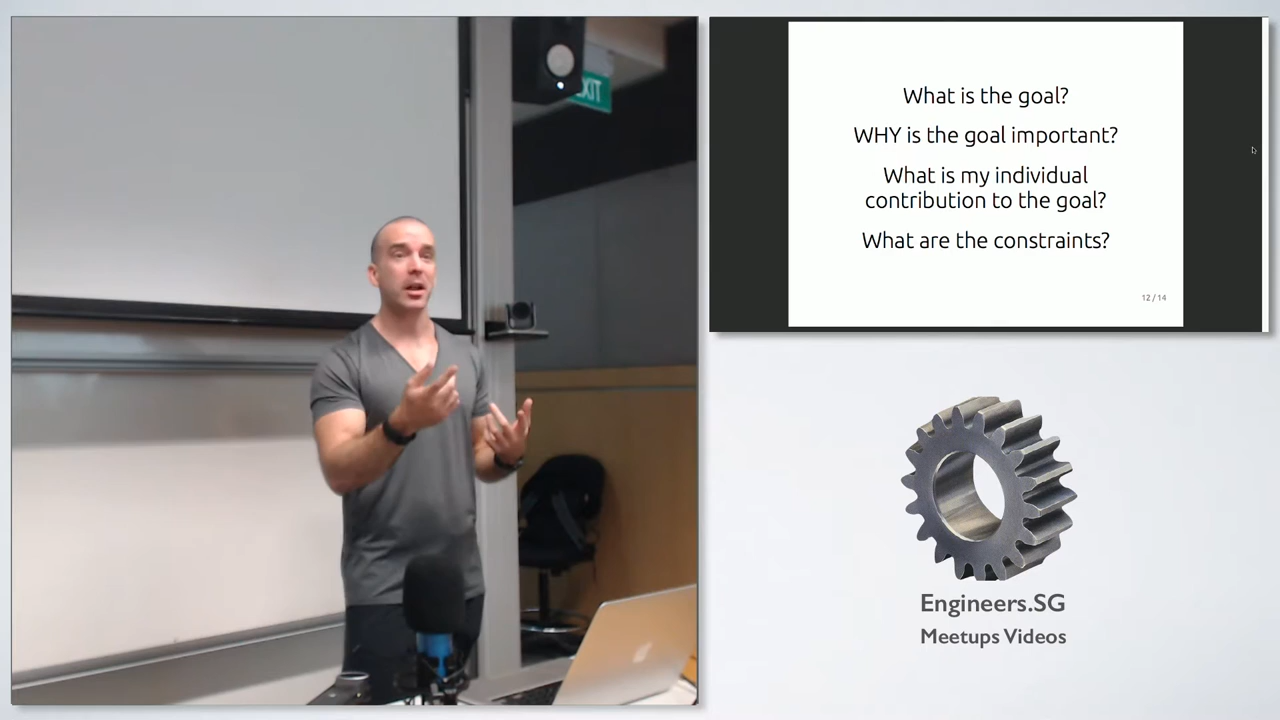 EXIT
What is the goal?
WHY is the goal important?
What is my individual
contribution to the goal?
What are the constraints?
12 / 14
Engineers.SG
Meetups Videos